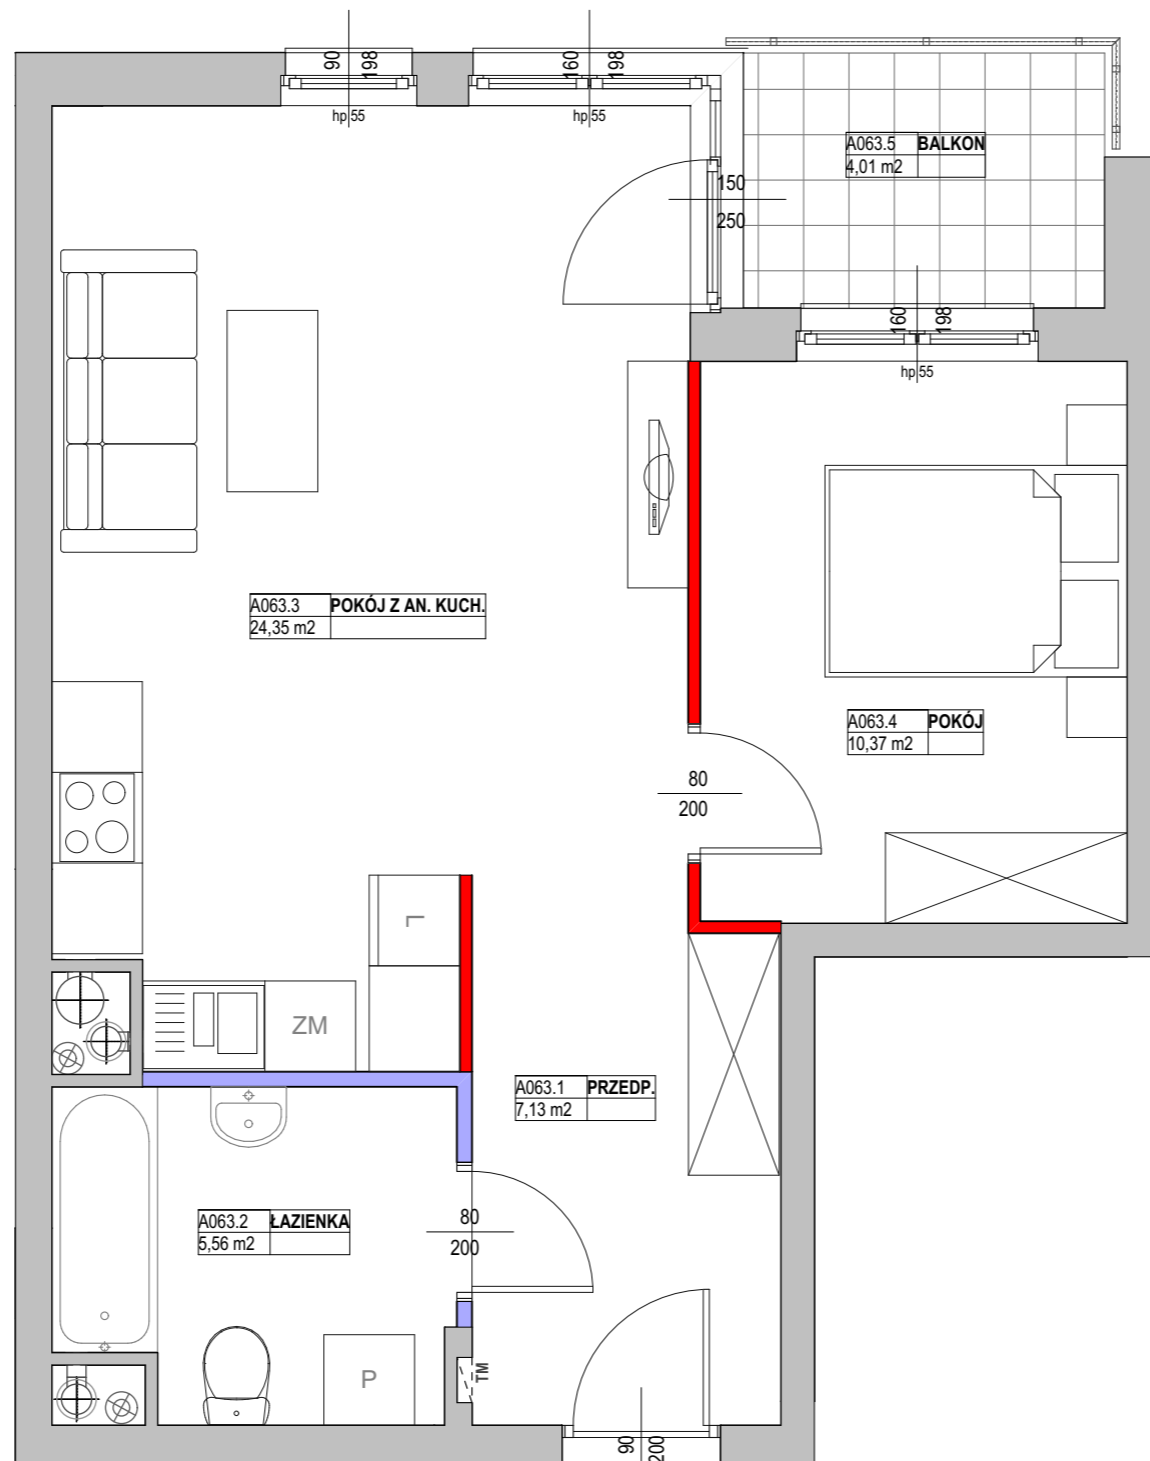 90
198
hp 55
160
198
hp 55
A063.5 BALKON
4,01 m2
150
250
160
198
hp 55
A063.3 POKÓJ Z AN. KUCH.
24,35 m2
A063.4 POKÓJ
10,37 m2
80
200
L
ZM
A063.1 PRZEDP.
7,13 m2
A063.2 ŁAZIENKA
5,56 m2
80
200
TM
P
90
200